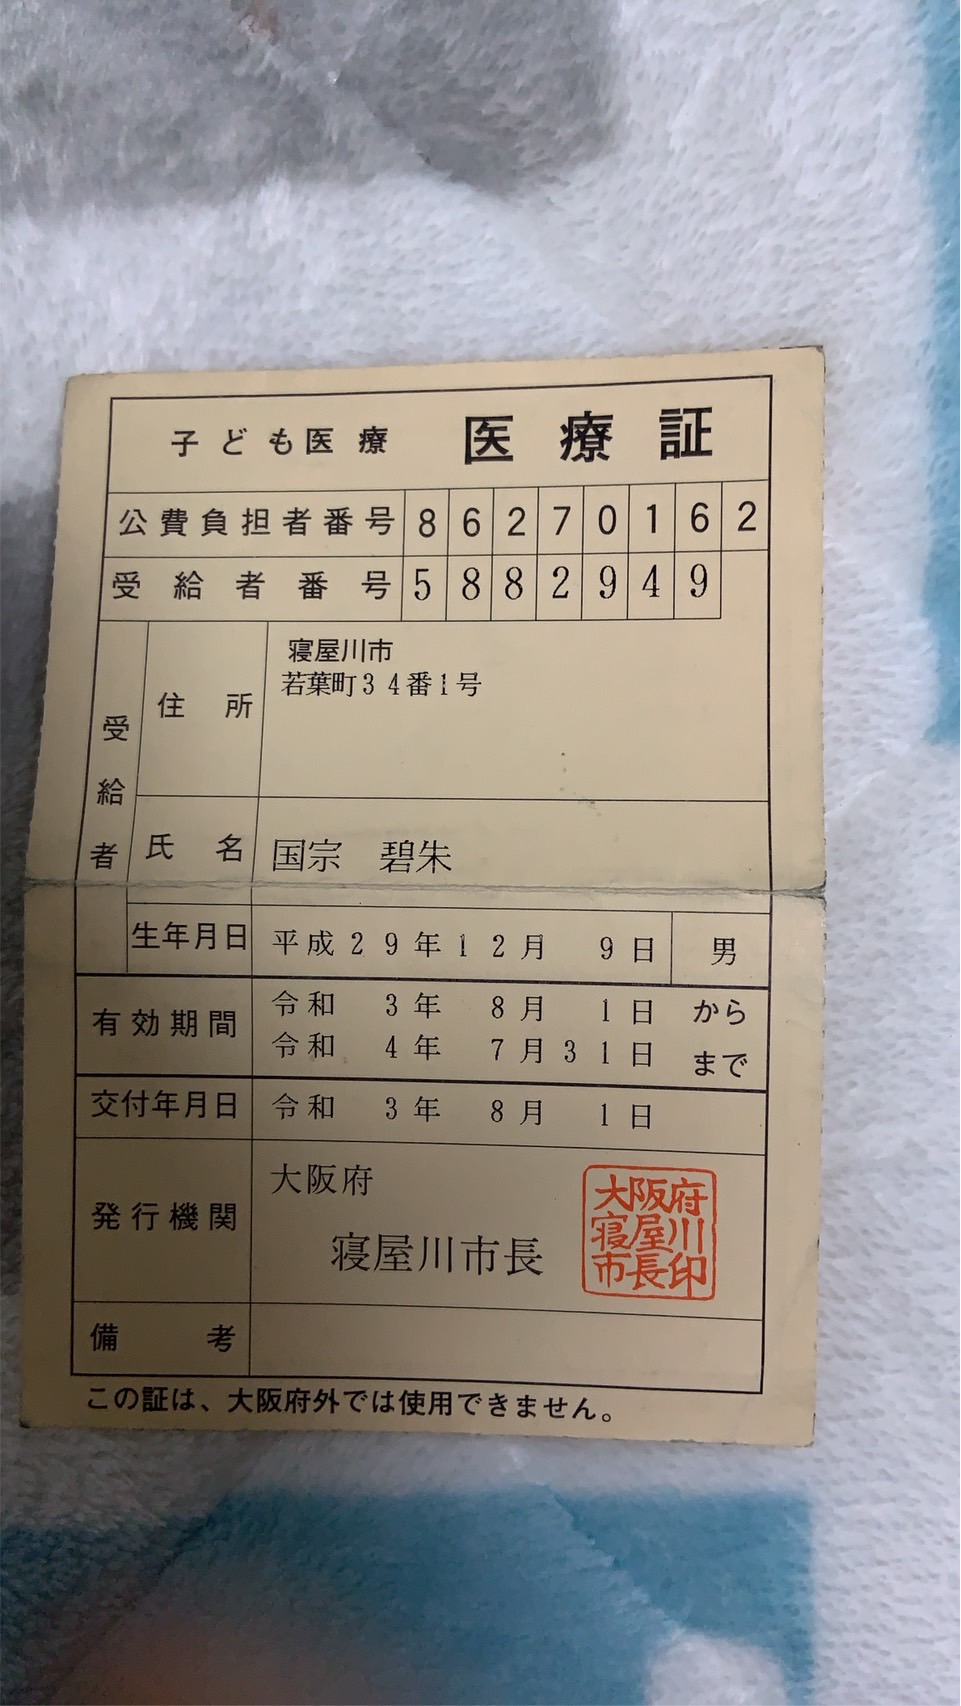 子ども医療 医療証
公費負担者番号 86270162
受給者番号 5882949
受給者
住所 寝屋川市
若葉町34番1号
氏名 国宗 碧朱
生年月日 平成29年12月 9日 男
有効期間 令和 3年 8月 1日 から
令和 4年 7月31日 まで
交付年月日 令和 3年 8月 1日
発行機関 大阪府
寝屋川市長
大阪府
寝屋川
市長印
備考
この証は、大阪府外では使用できません。